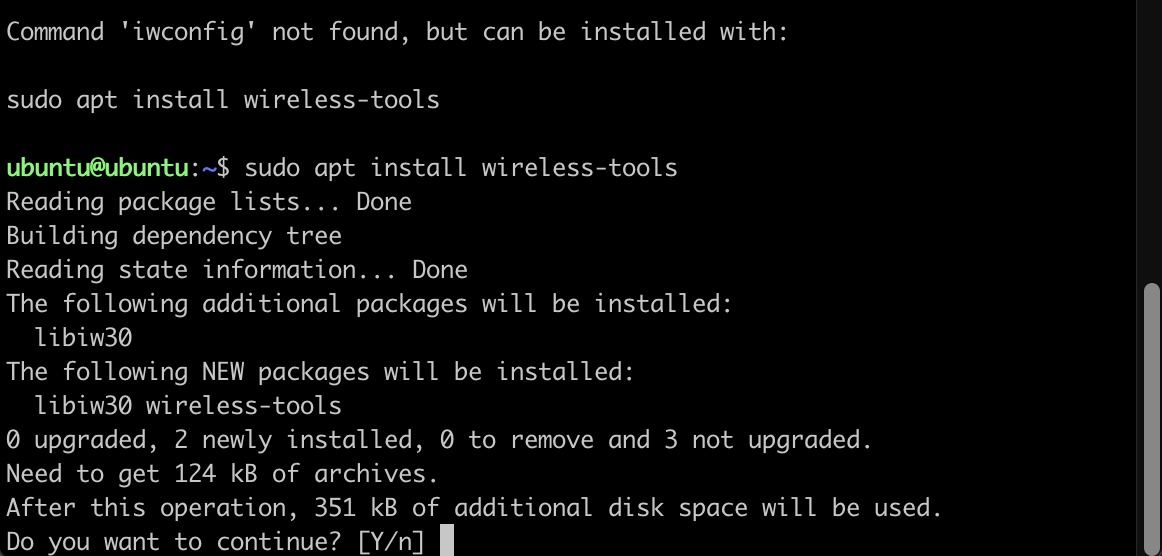 Command 'iwconfig' not found, but can be installed with:
sudo apt install wireless-tools
ubuntu@ubuntu:~$ sudo apt install wireless-tools
Reading package lists... Done
Building dependency tree
Reading state information... Done
The following additional packages will be installed:
  libiw30
The following NEW packages will be installed:
  libiw30 wireless-tools
0 upgraded, 2 newly installed, 0 to remove and 3 not upgraded.
Need to get 124 kB of archives.
After this operation, 351 kB of additional disk space will be used.
Do you want to continue? [Y/n]